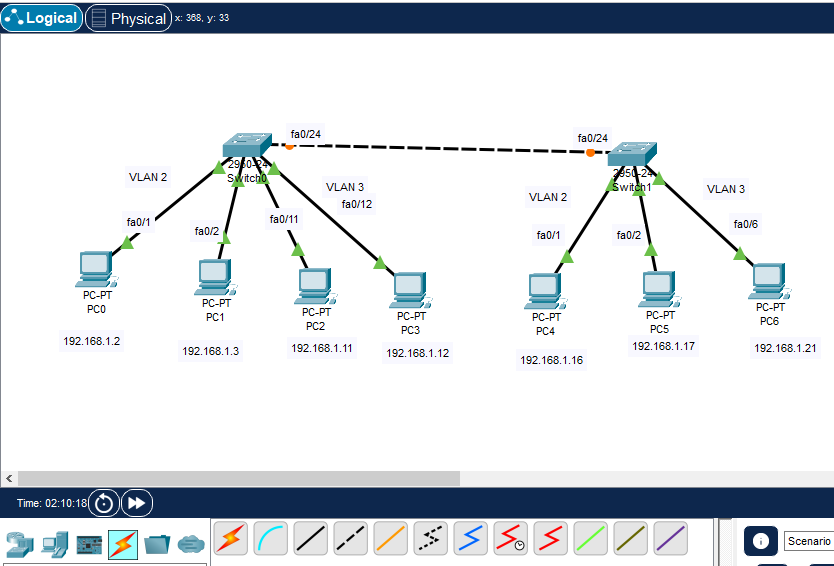 Logical
Physical
x: 368, y: 33
fa0/24
fa0/24
2950-24
Switch0
2950-24
Switch1
VLAN 2
VLAN 3
VLAN 2
VLAN 3
fa0/12
fa0/1
fa0/2
fa0/11
fa0/1
fa0/2
fa0/6
PC-PT
PC0
PC-PT
PC1
PC-PT
PC2
PC-PT
PC3
PC-PT
PC4
PC-PT
PC5
PC-PT
PC6
192.168.1.2
192.168.1.3
192.168.1.11
192.168.1.12
192.168.1.16
192.168.1.17
192.168.1.21
Time: 02:10:18
Scenario